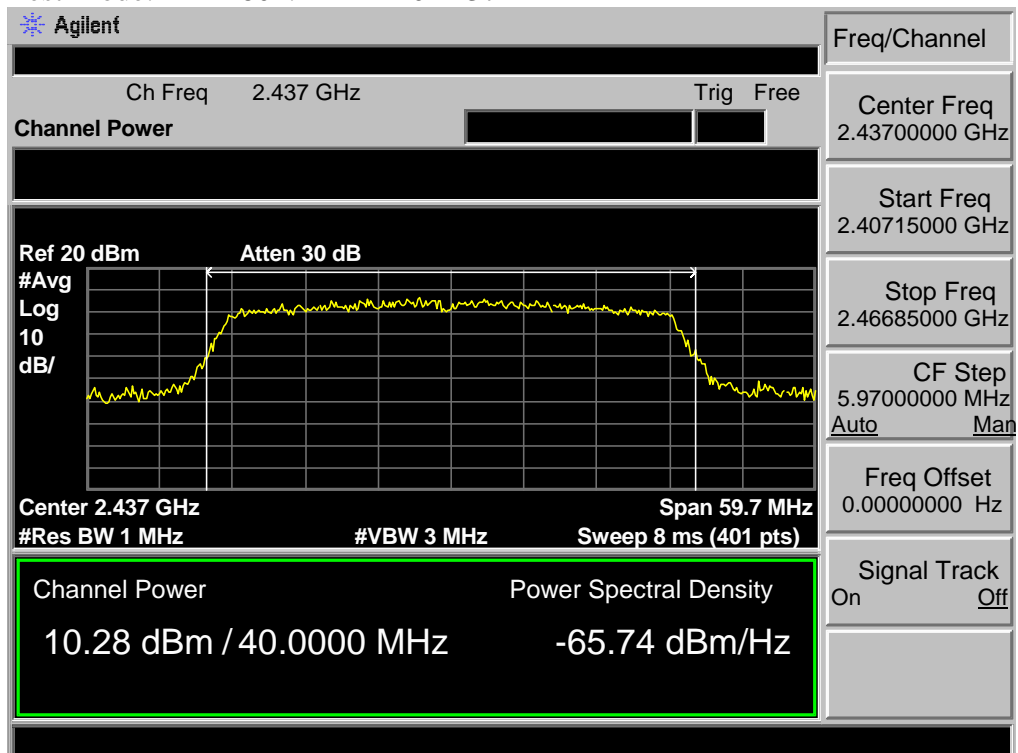 Agilent
Freq/Channel
Ch Freq 2.437 GHz Trig Free
Channel Power
Center Freq
2.43700000 GHz
Start Freq
2.40715000 GHz
Ref 20 dBm Atten 30 dB
#Avg
Log
10
dB/
Stop Freq
2.46685000 GHz
CF Step
5.97000000 MHz
Auto Man
Center 2.437 GHz Span 59.7 MHz
#Res BW 1 MHz #VBW 3 MHz Sweep 8 ms (401 pts)
Freq Offset
0.00000000 Hz
Channel Power Power Spectral Density
10.28 dBm / 40.0000 MHz -65.74 dBm/Hz
Signal Track
On Off